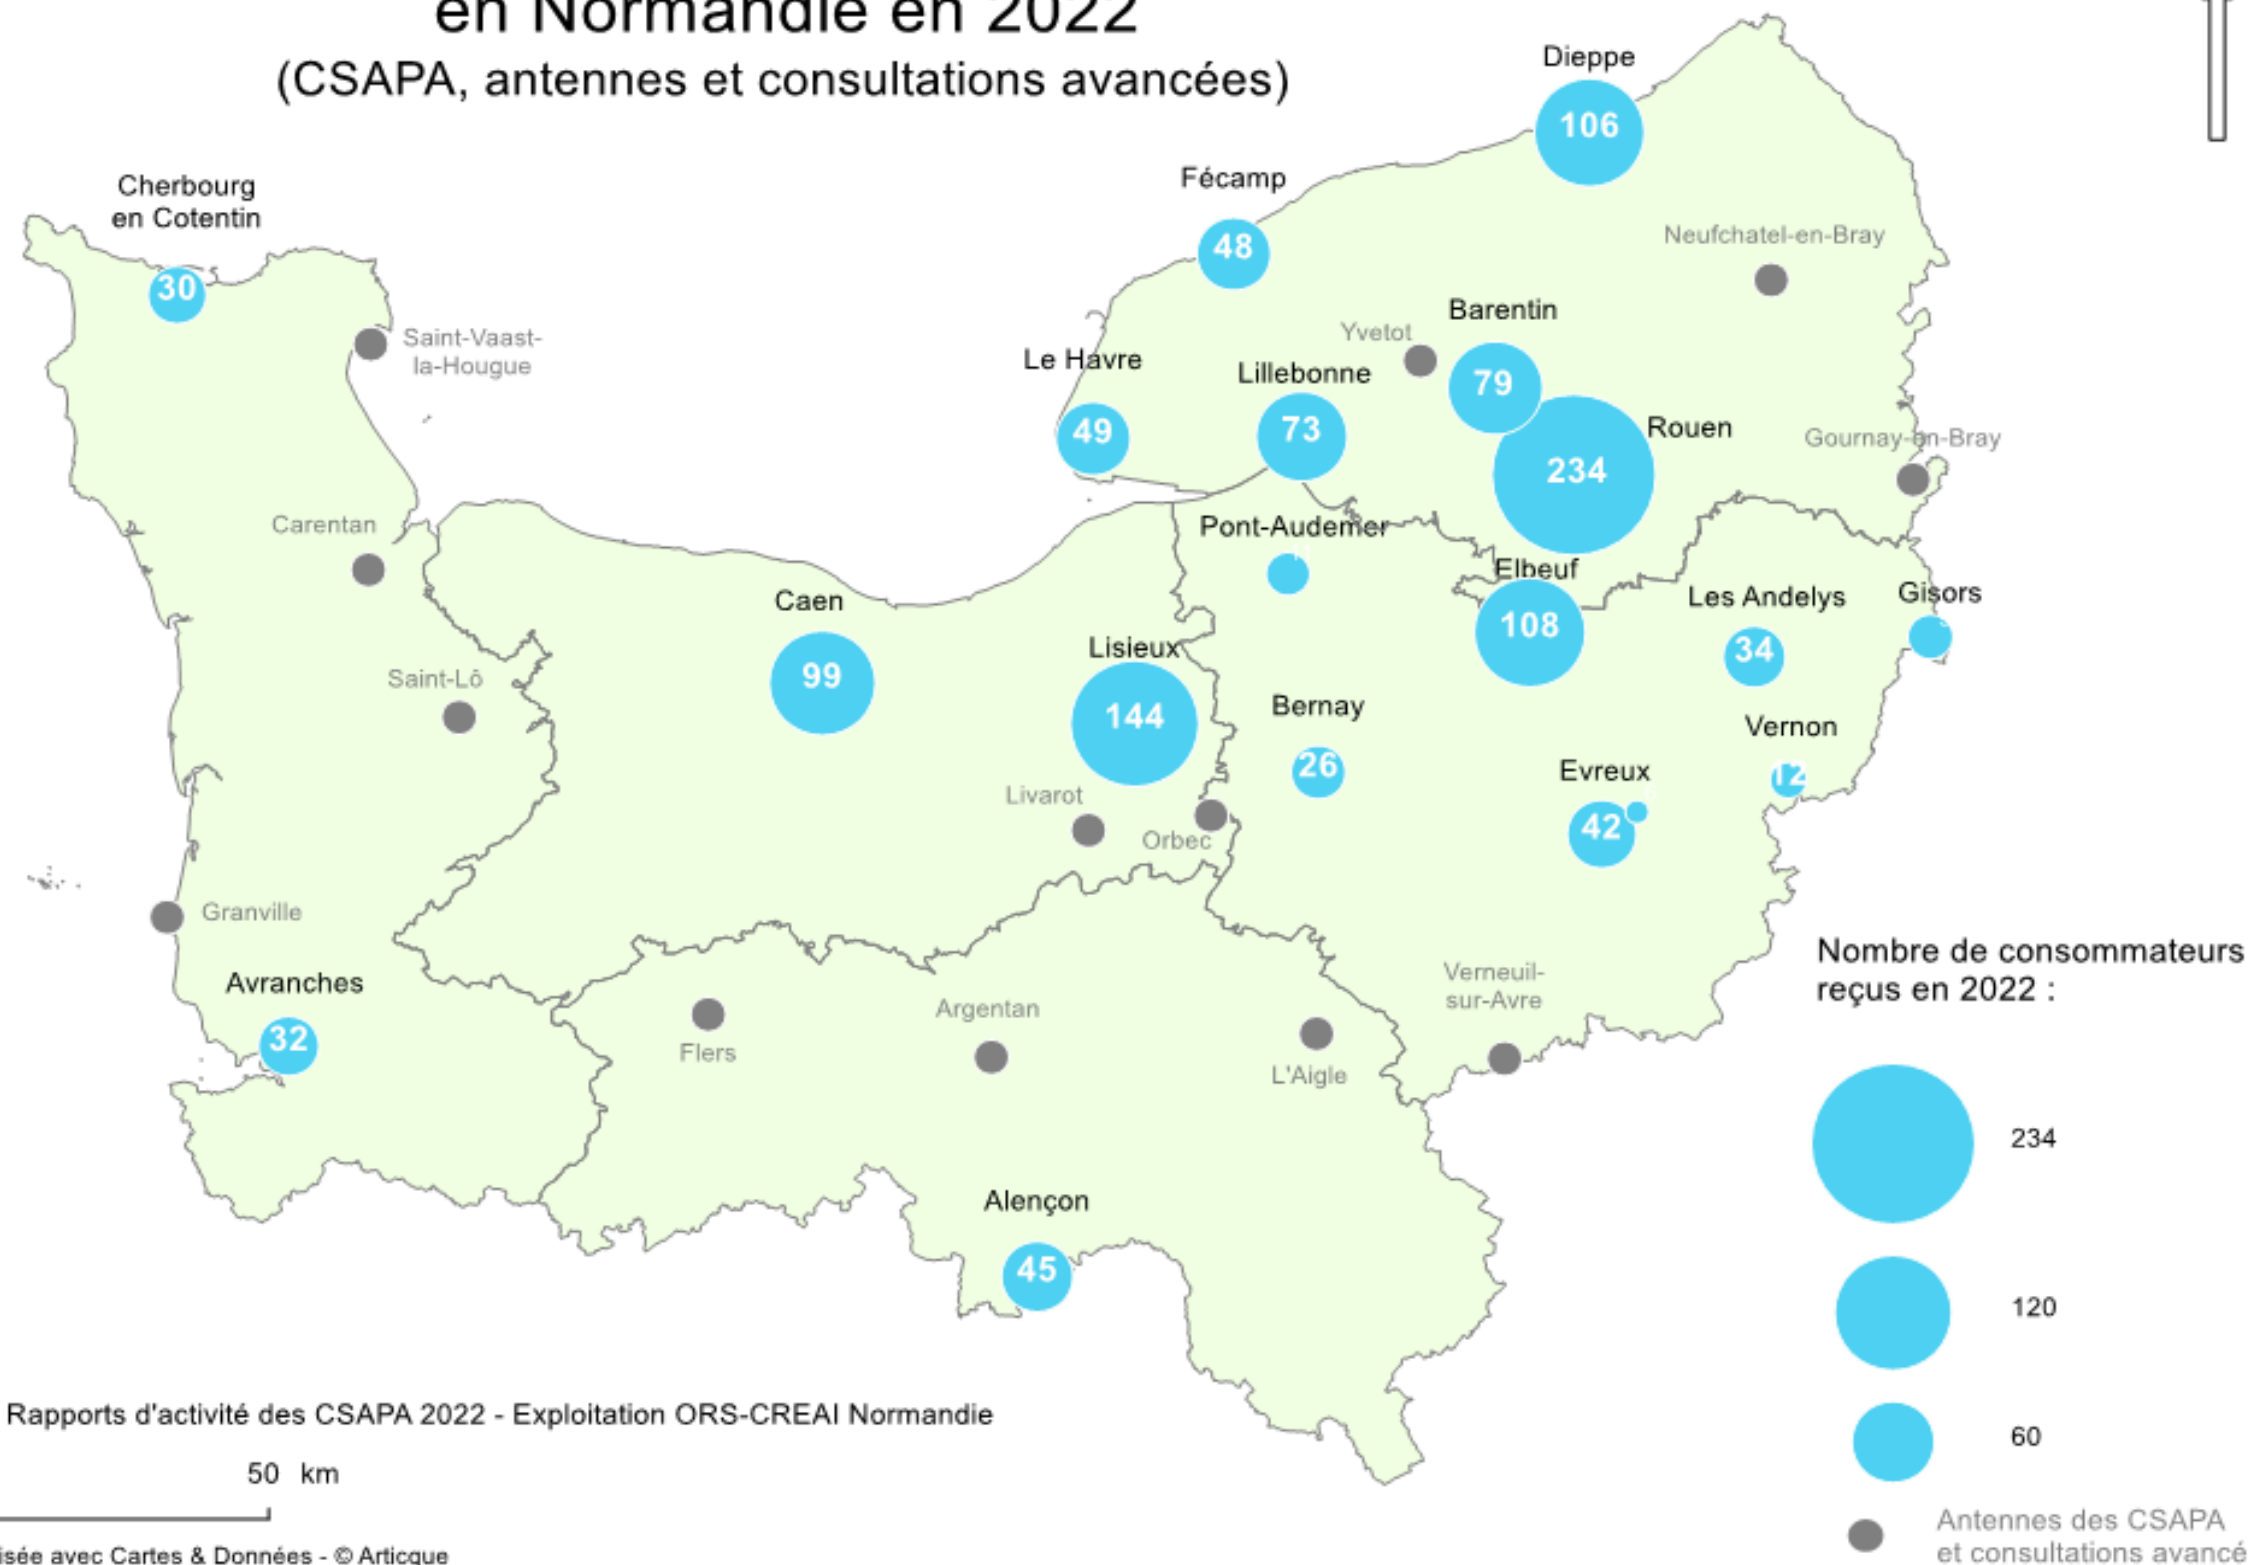 en Normandie en 2022
(CSAPA, antennes et consultations avancées)
Dieppe
106
Fécamp
48
Cherbourg
en Cotentin
30
Neufchatel-en-Bray
Barentin
79
Yvetot
Saint-Vaast-
la-Hougue
Le Havre
49
Lillebonne
73
Rouen
234
Gournay-en-Bray
Carentan
Pont-Audemer
Elbeuf
108
Les Andelys
34
Gisors
Caen
99
Lisieux
144
Saint-Lô
Bernay
26
Vernon
12
Evreux
42
Livarot
Orbec
Granville
Avranches
32
Verneuil-
sur-Avre
Flers
Argentan
L'Aigle
Alençon
45
Nombre de consommateurs
reçus en 2022 :
234
120
60
Antennes des CSAPA
et consultations avancé
Rapports d'activité des CSAPA 2022 - Exploitation ORS-CREAI Normandie
50 km
isée avec Cartes & Données - © Articque